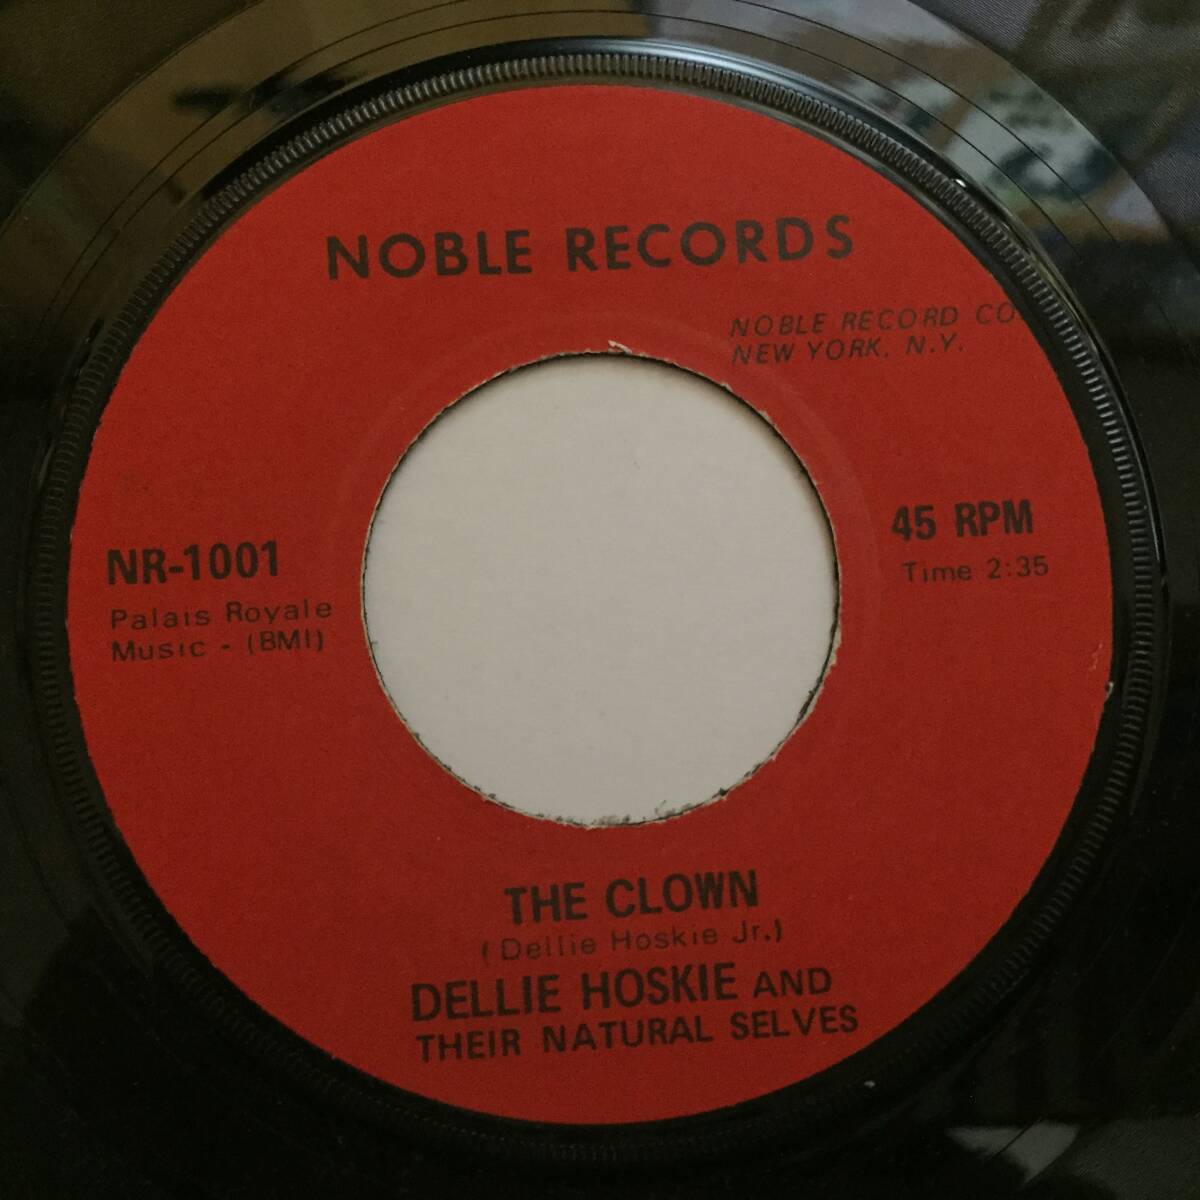 NOBLE RECORDS
NOBLE RECORD CO
NEW YORK, N.Y.
NR-1001
Palais Royale
Music - (BMI)
45 RPM
Time 2:35
THE CLOWN
(Dellie Hoskie Jr.)
DELLIE HOSKIE AND
THEIR NATURAL SELVES